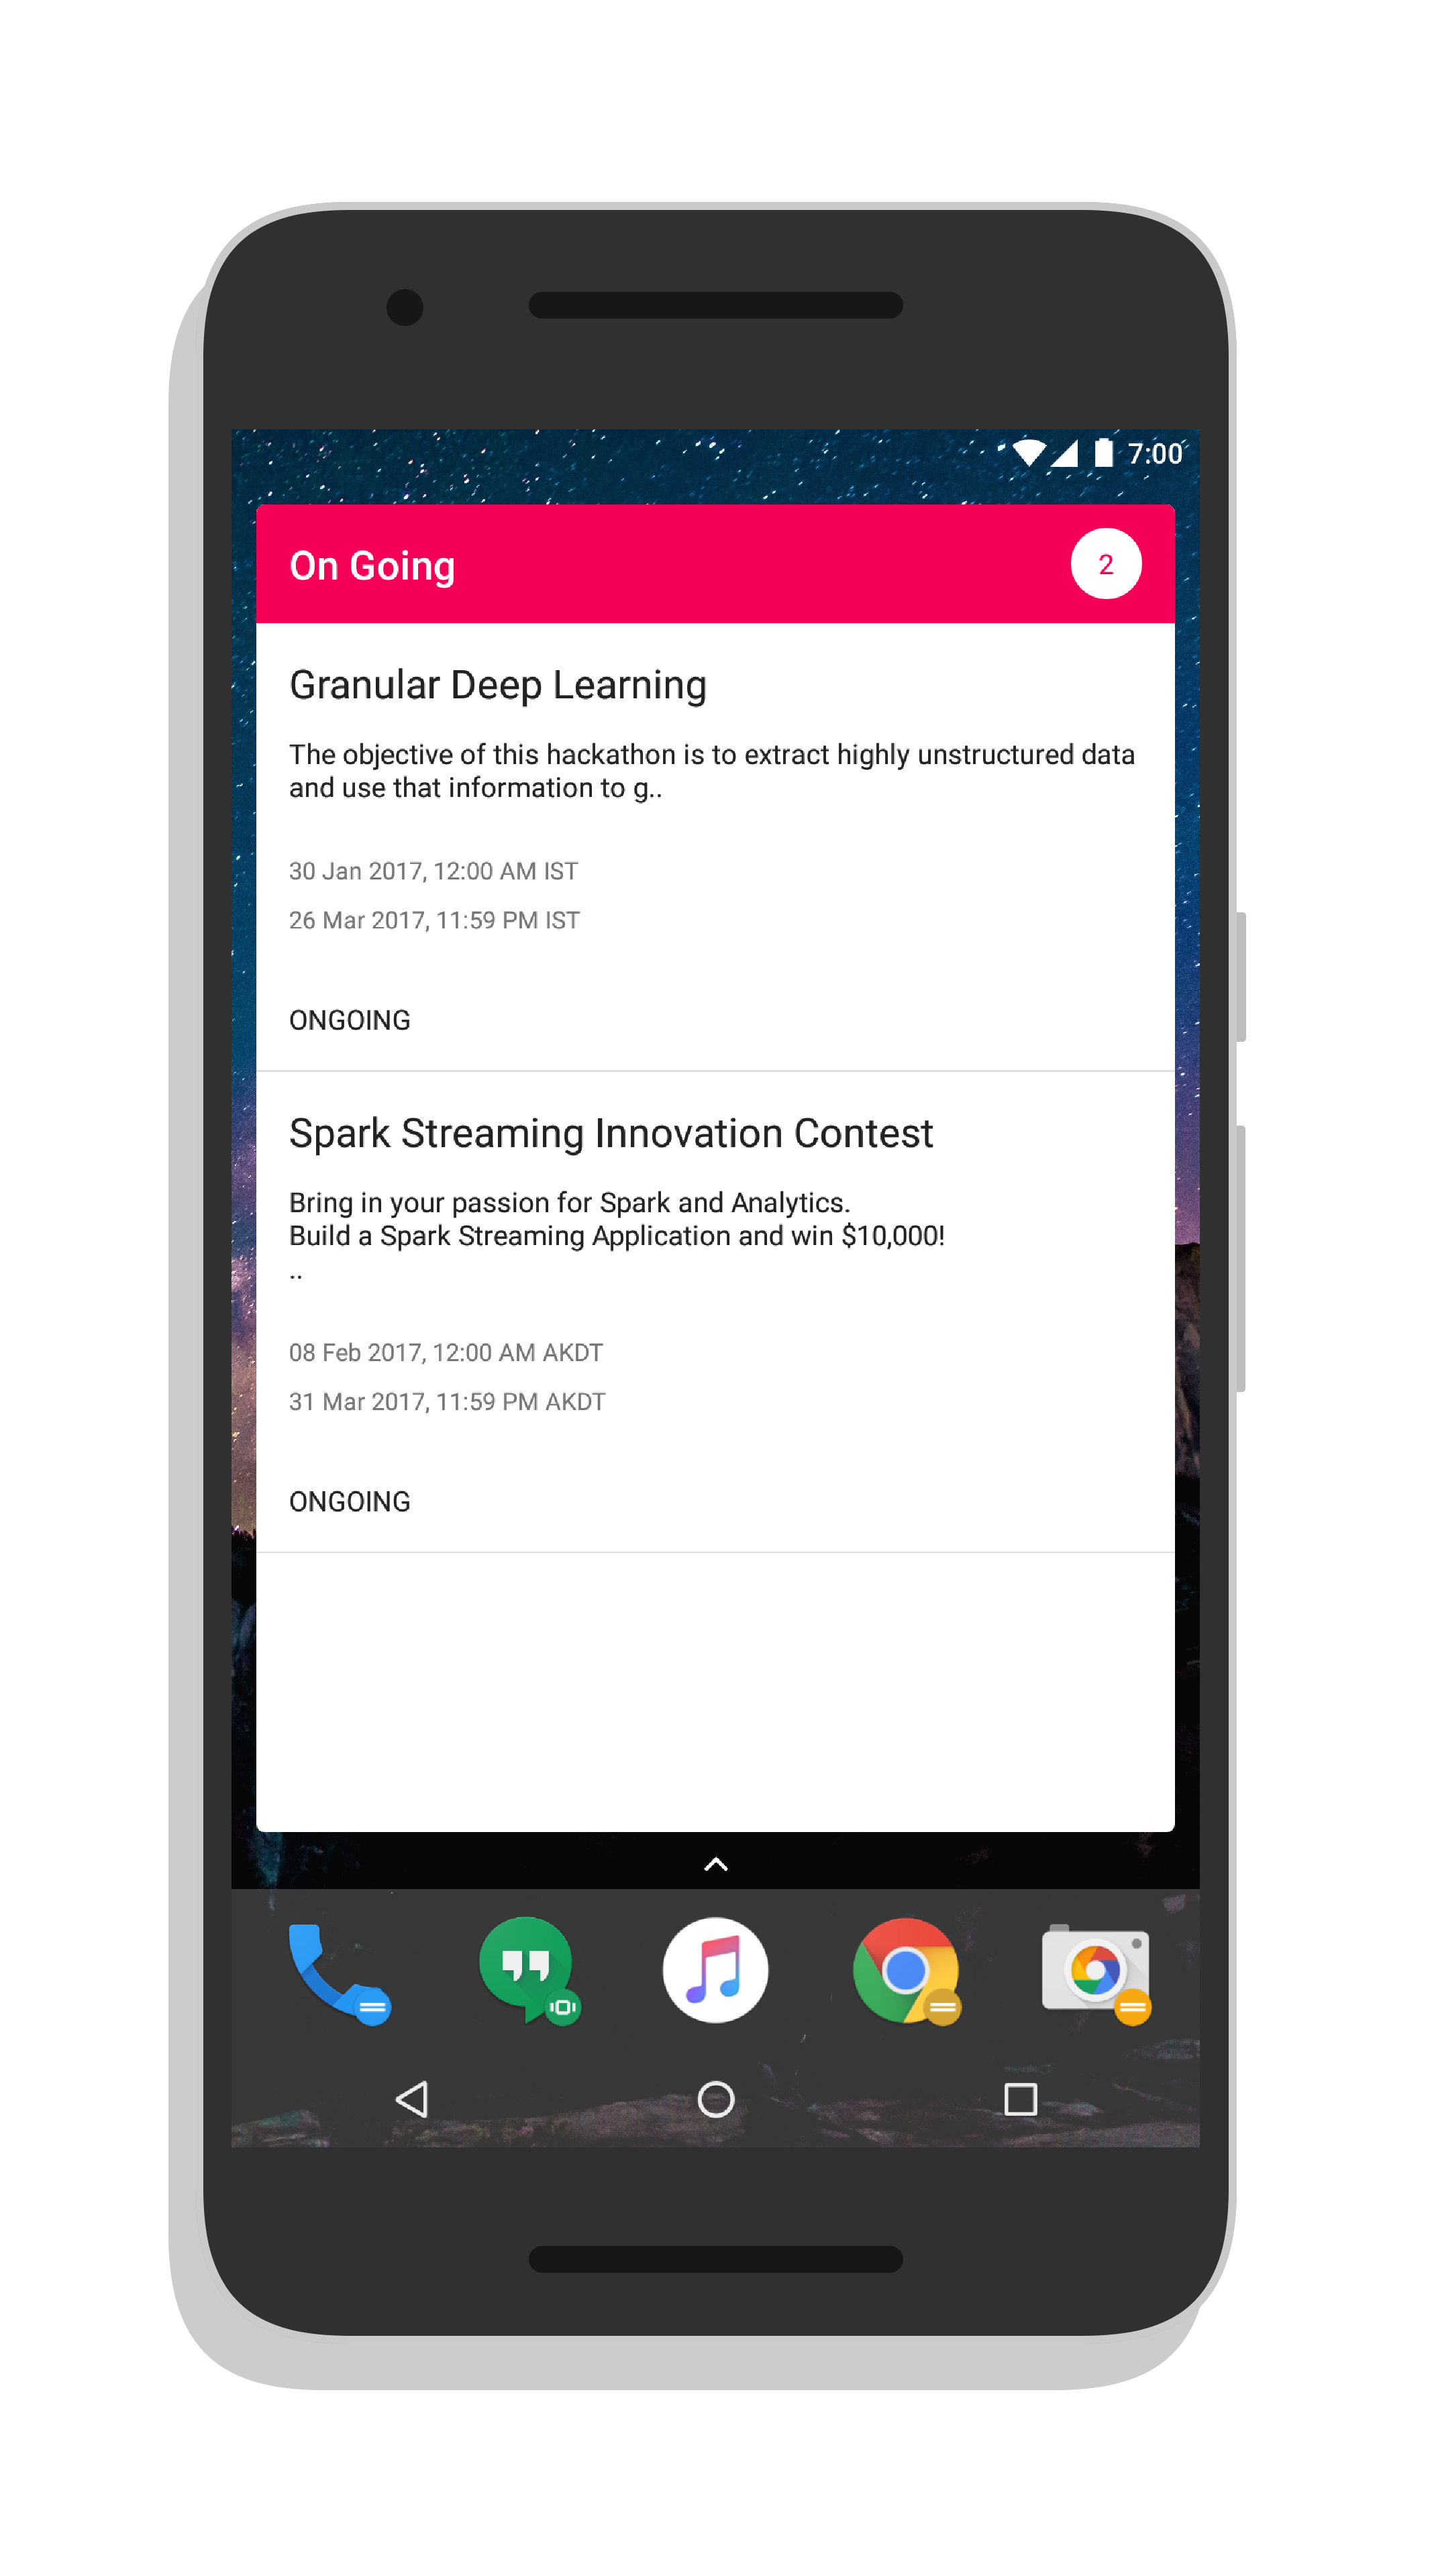 7:00
On Going
2
Granular Deep Learning
The objective of this hackathon is to extract highly unstructured data
and use that information to g..
30 Jan 2017, 12:00 AM IST
26 Mar 2017, 11:59 PM IST
ONGOING
Spark Streaming Innovation Contest
Bring in your passion for Spark and Analytics.
Build a Spark Streaming Application and win $10,000!
..
08 Feb 2017, 12:00 AM AKDT
31 Mar 2017, 11:59 PM AKDT
ONGOING